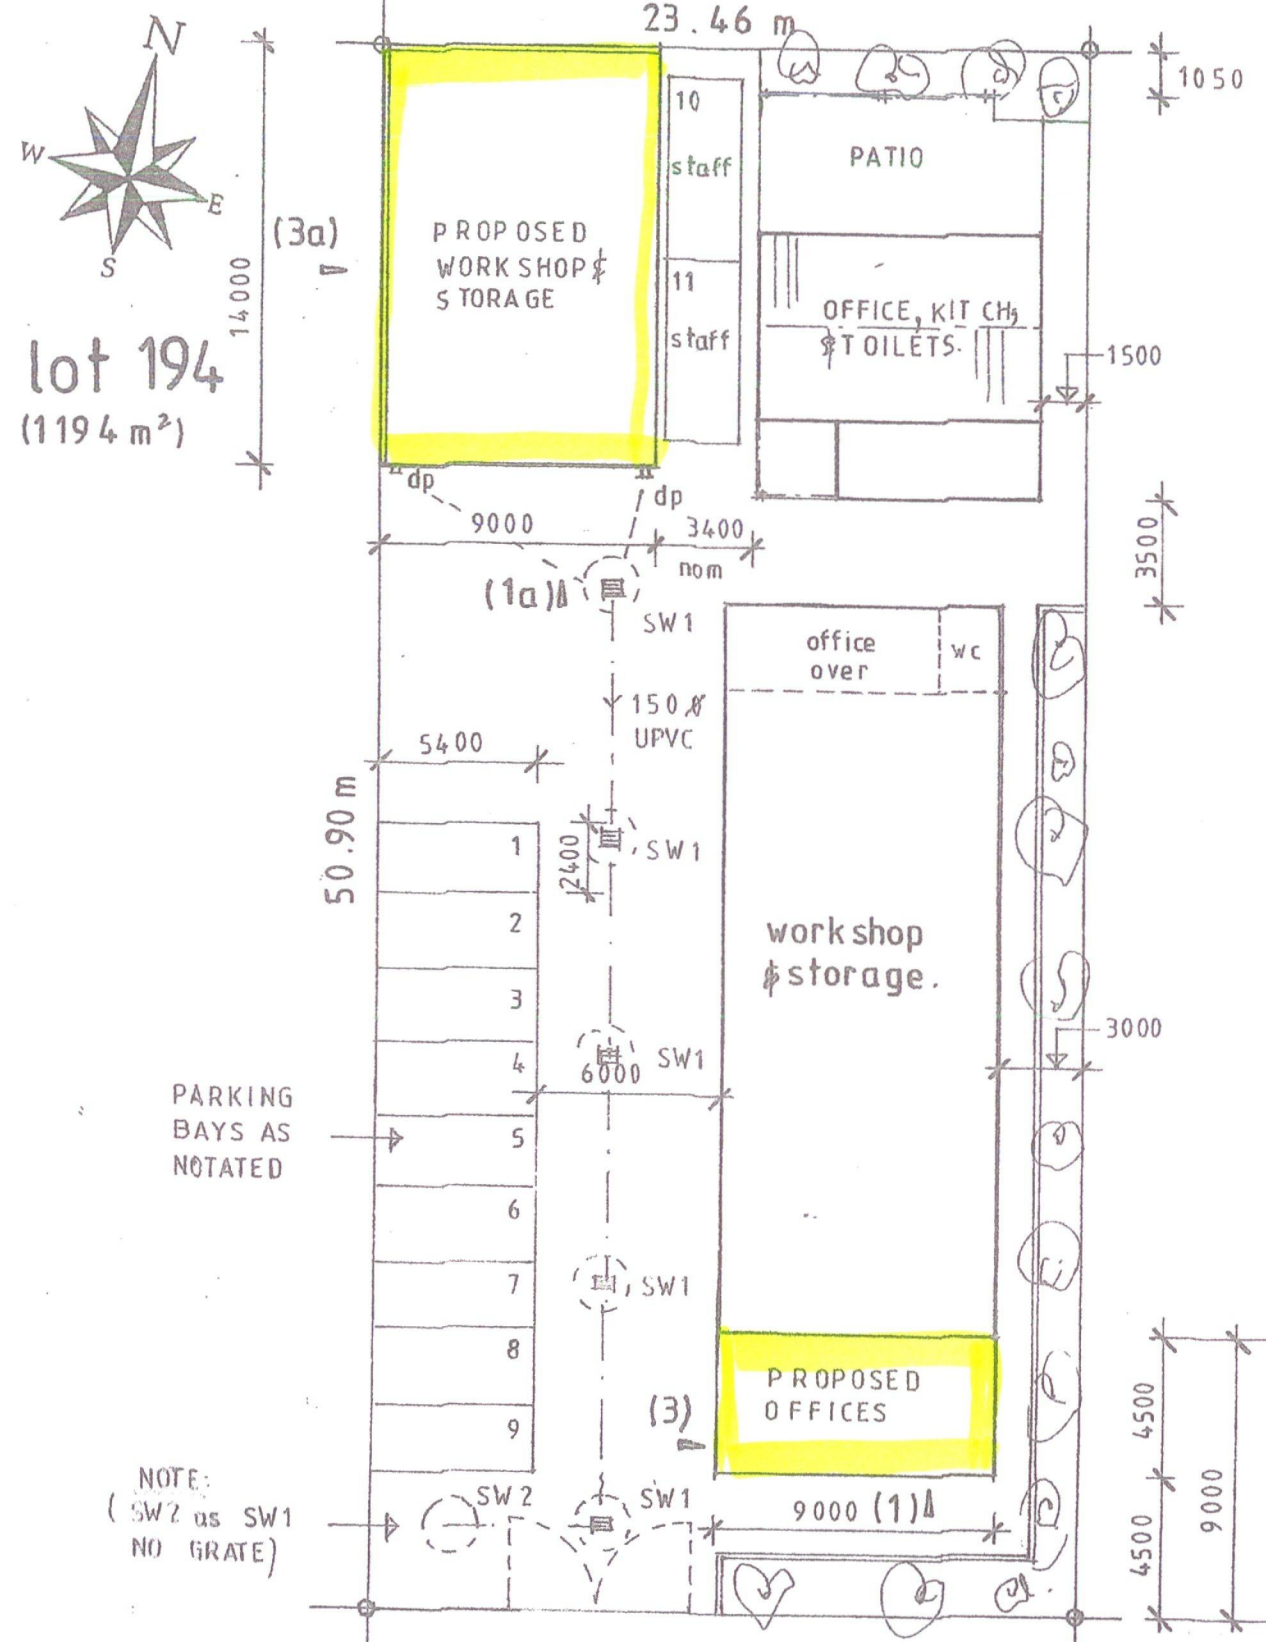 23.46 m
N
W
E
S
1050
10
staff
PATIO
(3a)
PROPOSED
WORKSHOP &
STORAGE
14000
11
staff
OFFICE, KITCH,
& TOILETS.
1500
lot 194
(1194 m²)
dp
dp
9000
3400
nom
3500
(1a)
SW1
office
over
WC
150 ø
UPVC
5400
50.90 m
1
2400
SW1
2
workshop
& storage.
3
4
SW1
6000
3000
PARKING
BAYS AS
NOTATED
5
6
7
SW1
8
PROPOSED
OFFICES
(3)
9
4500
9000
4500
NOTE:
(SW2 as SW1
NO GRATE)
SW2
SW1
9000 (1)